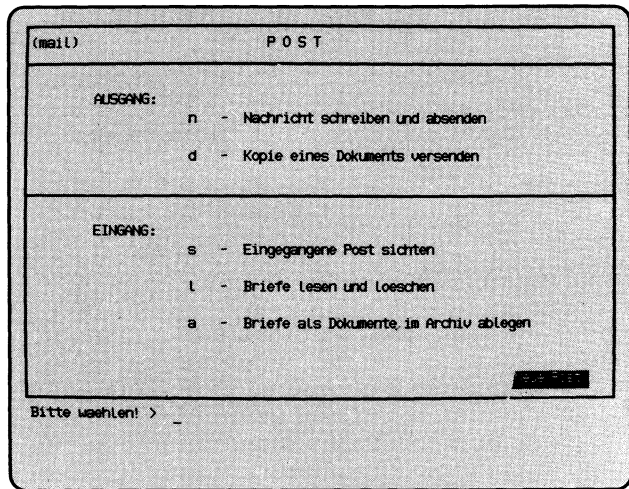 (mail) P O S T
AUSGANG:
n - Nachricht schreiben und absenden
d - Kopie eines Dokuments versenden
EINGANG:
s - Eingegangene Post sichten
l - Briefe lesen und loeschen
a - Briefe als Dokumente im Archiv ablegen
Bitte waehlen! > _